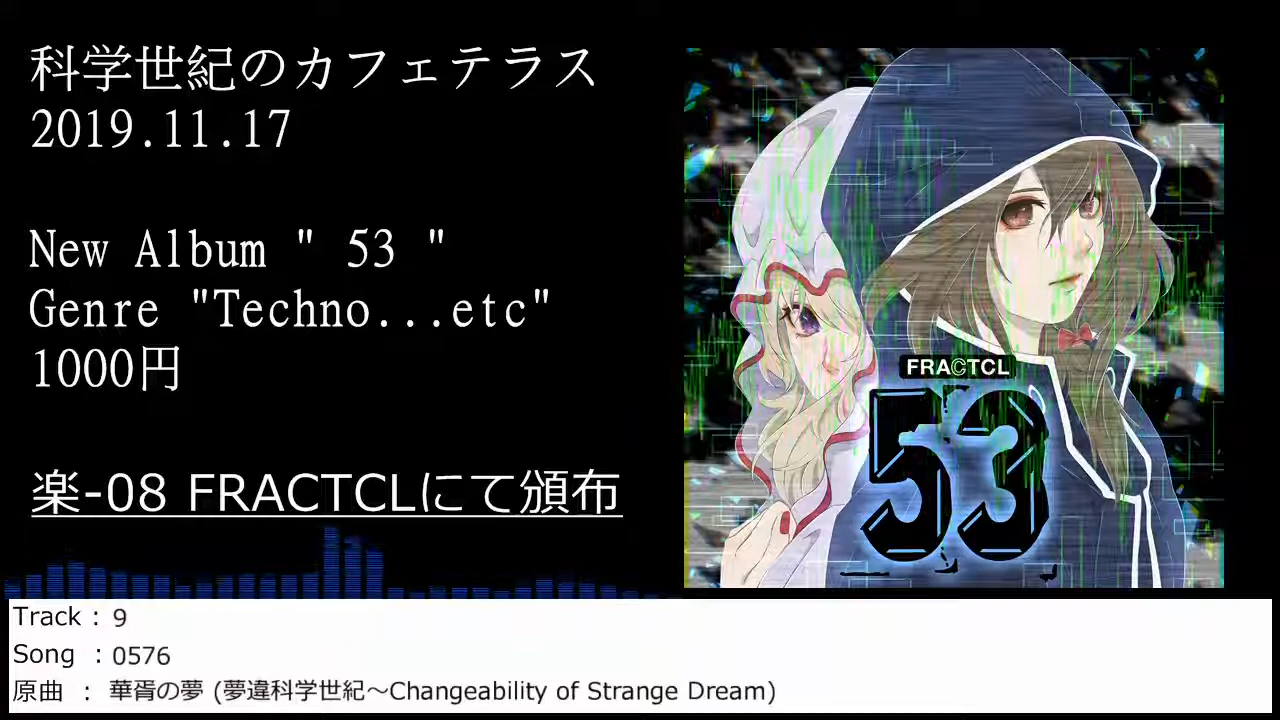 科学世紀のカフェテラス
2019.11.17
New Album " 53 "
Genre "Techno...etc"
1000円
楽-08 FRACTCLにて頒布
FRACTCL
53
Track : 9
Song : 0576
原曲 : 華胥の夢 (夢違科学世紀～Changeability of Strange Dream)